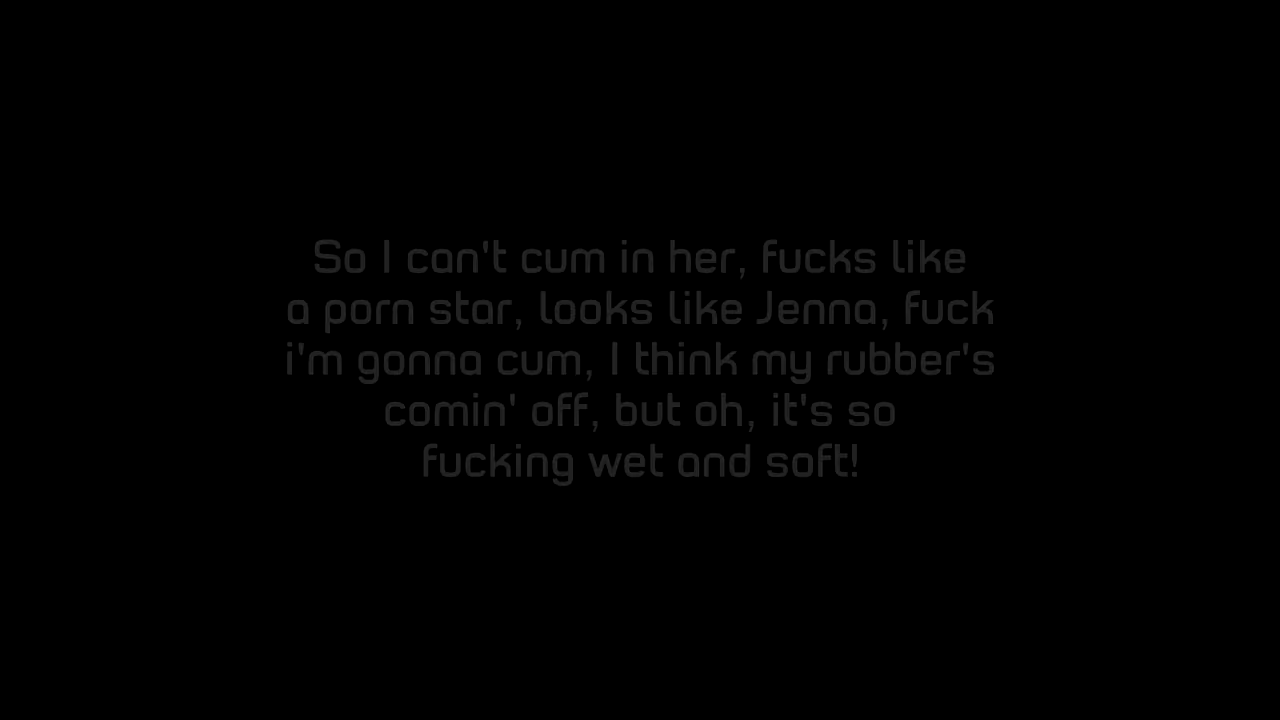 So I can't cum in her, fucks like
a porn star, looks like Jenna, fuck
i'm gonna cum, I think my rubber's
comin' off, but oh, it's so
fucking wet and soft!